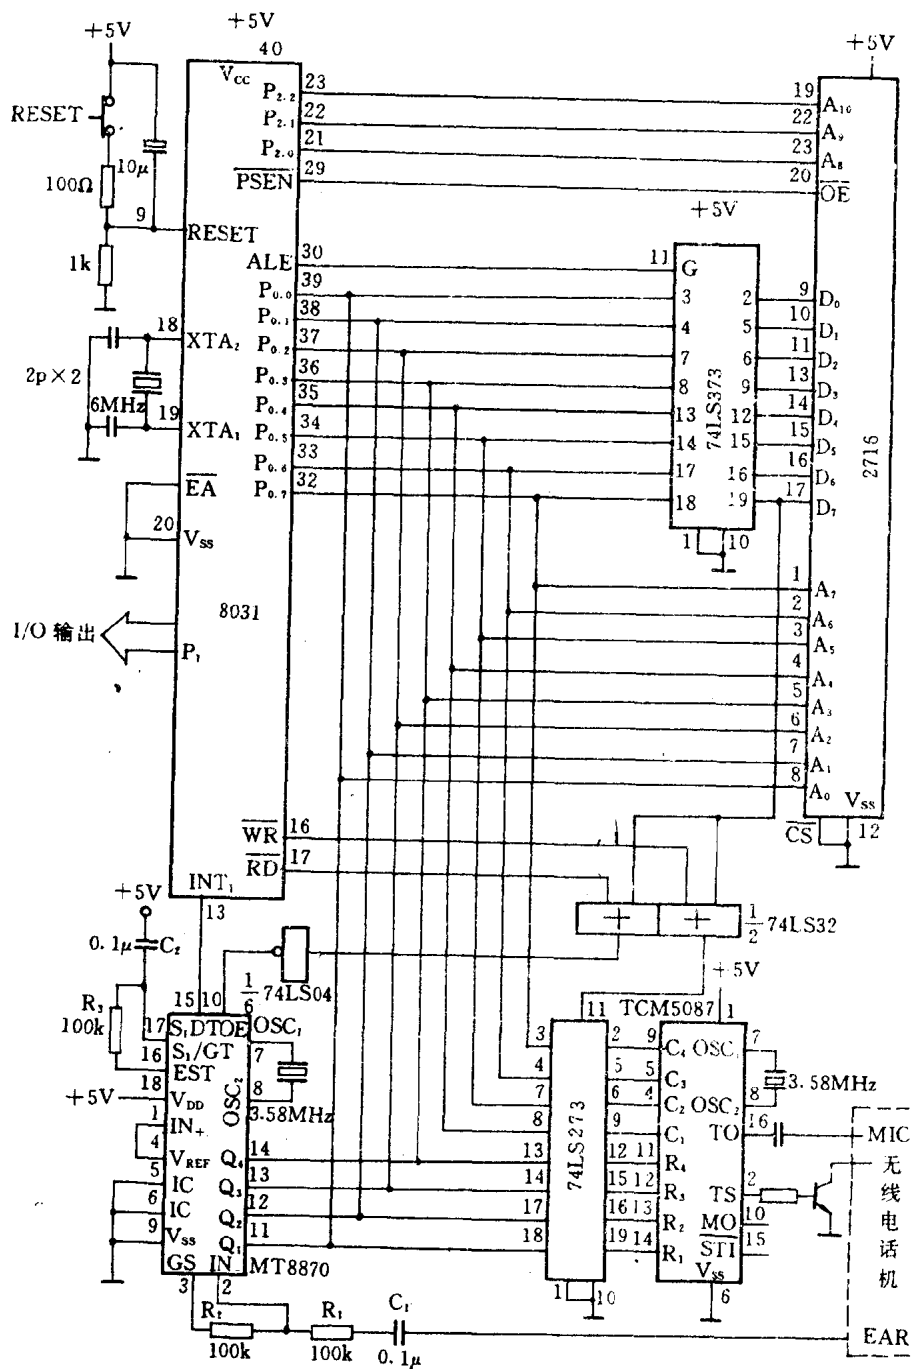 +5V
+5V
+5V
40
Vcc
RESET
10μ
100Ω
9
RESET
1k
P2.2 23
P2.1 22
P2.0 21
PSEN 29
19 A10
22 A9
23 A8
20 OE
+5V
ALE 30
P0.0 39
P0.1 38
P0.2 37
P0.3 36
P0.4 35
P0.5 34
P0.6 33
P0.7 32
11 G
3 2
4 5
7 6
8 9
13 12
14 15
17 16
18 19
74LS373
1 10
9 D0
10 D1
11 D2
13 D3
14 D4
15 D5
16 D6
17 D7
2716
18 XTA2
2p×2
6MHz
19 XTA1
EA
20
VSS
8031
I/O 输出
P1
1 A7
2 A6
3 A5
4 A4
5 A3
6 A2
7 A1
8 A0
VSS
CS 12
WR 16
RD 17
INT1
13
+ +
1/2 74LS32
+5V
0.1μ C2
R3
100k
1/6 74LS04
15 10
17 S1DTOE OSC1
16 S1/GT 7
EST OSC2
18 8
+5V VDD 3.58MHz
1 IN+
4 VREF Q4 14
5 IC Q3 13
6 IC Q2 12
9 VSS Q1 11
GS IN- MT8870
3 2
R2
100k
R1
100k
C1
0.1μ
11
3 2
4 5
7 6
8 9
13 12
14 15
17 16
18 19
74LS273
1 10
+5V
TCM5087 1
9 C4 OSC1 7
5 C3
4 C2 OSC2 8
C1 TO 16
11 R4
12 R3 TS 2
13 R2 MO 10
14 R1 STI 15
VSS
6
3.58MHz
MIC
无线电话机
EAR